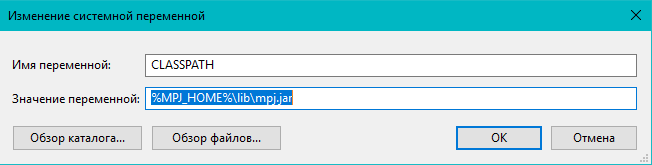 Изменение системной переменной
Имя переменной: CLASSPATH
Значение переменной: %MPJ_HOME%\lib\mpj.jar
Обзор каталога... Обзор файлов... OK Отмена